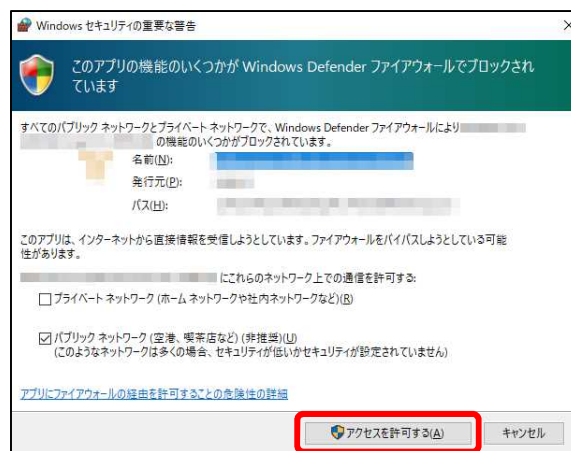 Windows セキュリティの重要な警告
このアプリの機能のいくつかが Windows Defender ファイアウォールでブロックされ
ています
すべてのパブリック ネットワークとプライベート ネットワークで、Windows Defender ファイアウォールにより
の機能のいくつかがブロックされています。
名前(N):
発行元(P):
パス(H):
このアプリは、インターネットから直接情報を受信しようとしています。ファイアウォールをバイパスしようとしている可能
性があります。
にこれらのネットワーク上での通信を許可する:
プライベート ネットワーク (ホーム ネットワークや社内ネットワークなど)(R)
パブリック ネットワーク (空港、喫茶店など) (非推奨)(U)
(このようなネットワークは多くの場合、セキュリティが低いかセキュリティが設定されていません)
アプリにファイアウォールの経由を許可することの危険性の詳細
アクセスを許可する(A) キャンセル